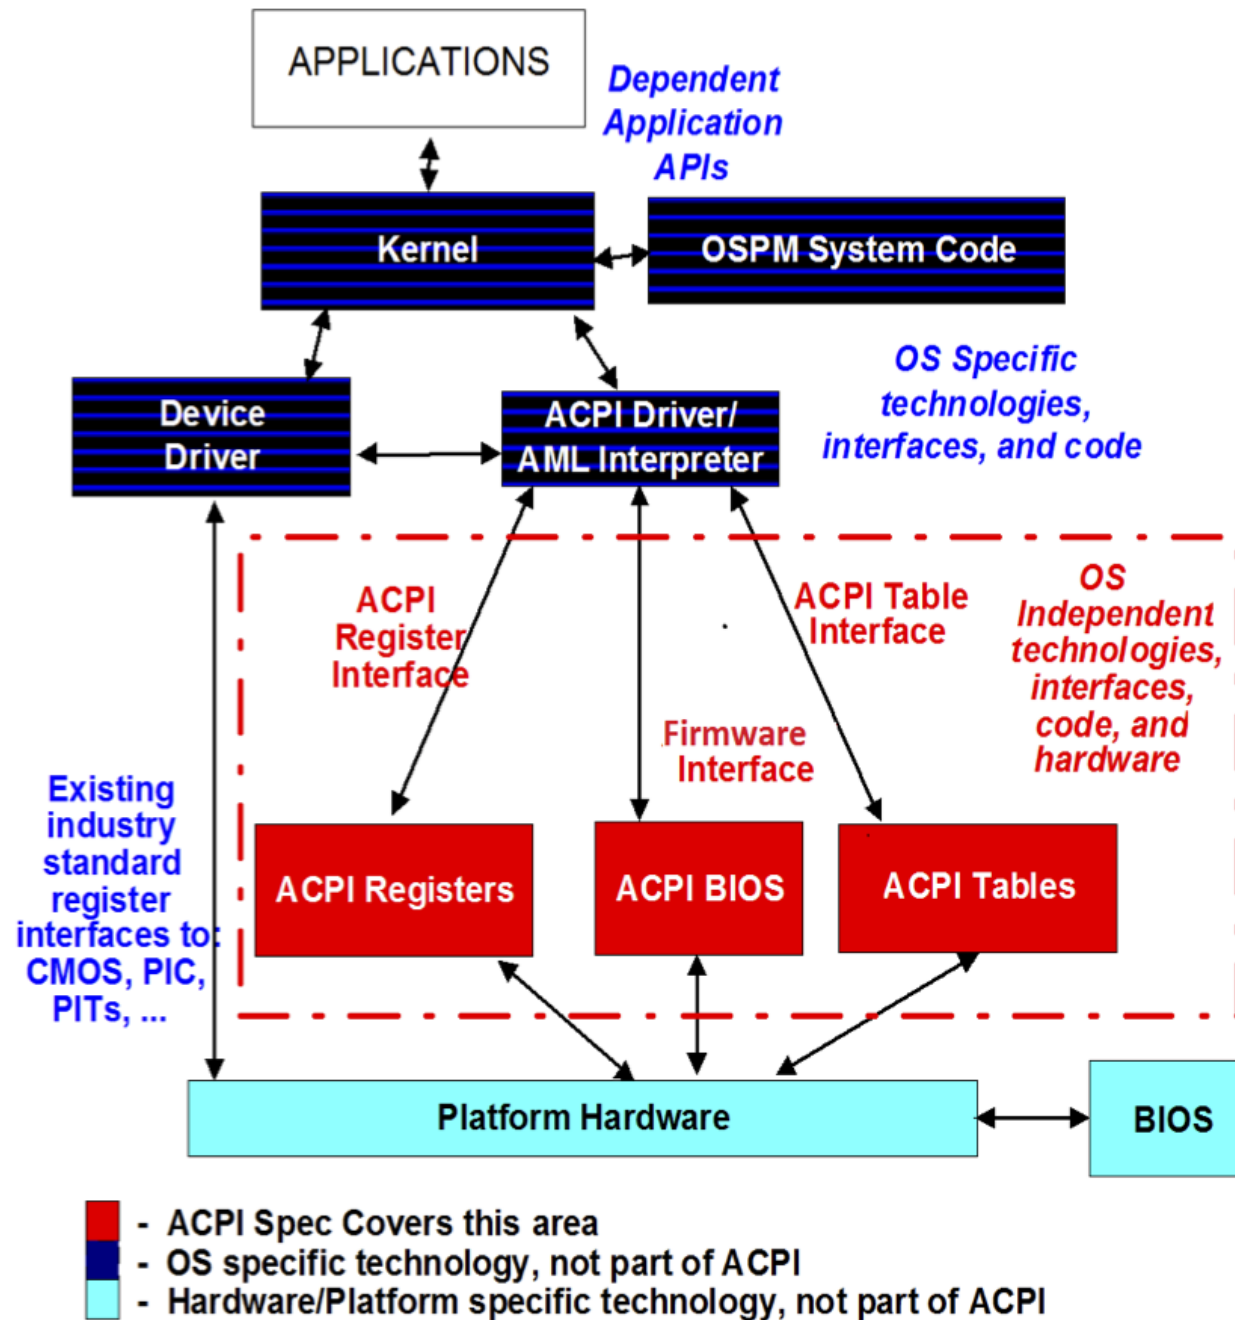 APPLICATIONS
Dependent
Application
APIs
Kernel
OSPM System Code
OS Specific
technologies,
interfaces, and code
Device
Driver
ACPI Driver/
AML Interpreter
ACPI
Register
Interface
ACPI Table
Interface
OS
Independent
technologies,
interfaces,
code, and
hardware
Firmware
Interface
Existing
industry
standard
register
interfaces to:
CMOS, PIC,
PITs, ...
ACPI Registers
ACPI BIOS
ACPI Tables
Platform Hardware
BIOS
- ACPI Spec Covers this area
- OS specific technology, not part of ACPI
- Hardware/Platform specific technology, not part of ACPI